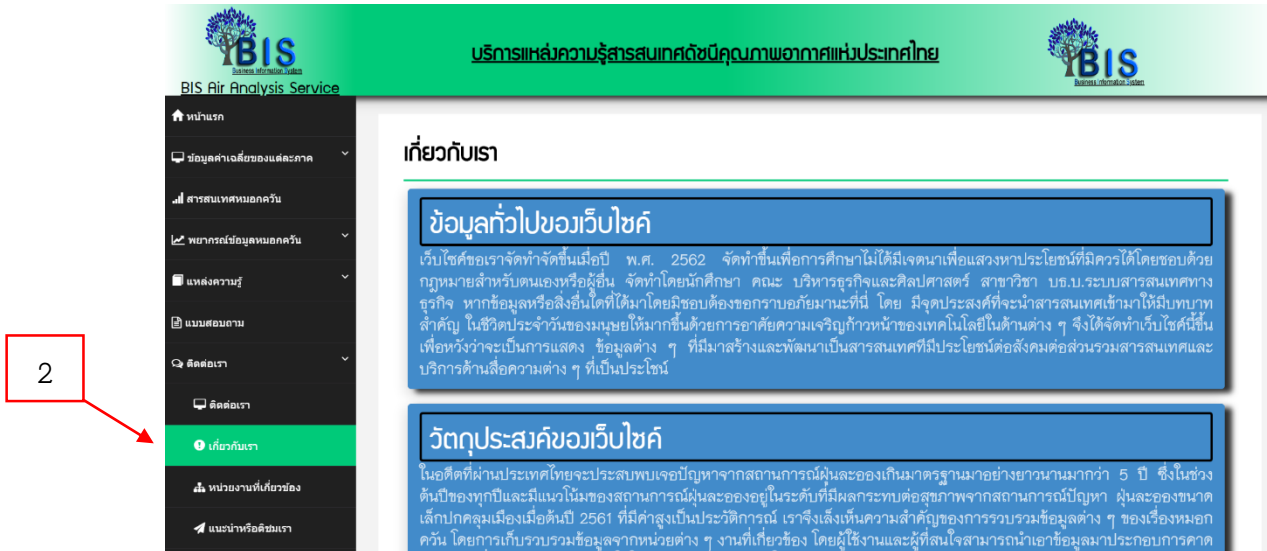 BIS
Business Information System
BIS Air Analysis Service
บริการแหล่งความรู้สารสนเทศดัชนีคุณภาพอากาศแห่งประเทศไทย
BIS
Business Information System
หน้าแรก
ข้อมูลค่าเฉลี่ยของแต่ละภาค
สารสนเทศหมอกควัน
พยากรณ์ข้อมูลหมอกควัน
แหล่งความรู้
แบบสอบถาม
ติดต่อเรา
ติดต่อเรา
เกี่ยวกับเรา
หน่วยงานที่เกี่ยวข้อง
แนะนำหรือติชมเรา
2
เกี่ยวกับเรา
ข้อมูลทั่วไปของเว็บไซค์
เว็บไซค์ของเราจัดทำจัดขึ้นเมื่อปี พ.ศ. 2562 จัดทำขึ้นเพื่อการศึกษาไม่ได้มีเจตนาเพื่อแสวงหาประโยชน์ที่มิควรได้โดยชอบด้วย
กฎหมายสำหรับตนเองหรือผู้อื่น จัดทำโดยนักศึกษา คณะ บริหารธุรกิจและศิลปศาสตร์ สาขาวิชา บธ.บ.ระบบสารสนเทศทาง
ธุรกิจ หากข้อมูลหรือสิ่งอื่นใดที่ได้มาโดยมิชอบต้องขอกราบอภัยมานะที่นี่ โดย มีจุดประสงค์ที่จะนำสารสนเทศเข้ามาให้มีบทบาท
สำคัญ ในชีวิตประจำวันของมนุษย์ให้มากขึ้นด้วยการอาศัยความเจริญก้าวหน้าของเทคโนโลยีในด้านต่าง ๆ จึงได้จัดทำเว็บไซค์นี้ขึ้น
เพื่อหวังว่าจะเป็นการแสดง ข้อมูลต่าง ๆ ที่มีมาสร้างและพัฒนาเป็นสารสนเทศที่มีประโยชน์ต่อสังคมต่อส่วนรวมสารสนเทศและ
บริการด้านสื่อความต่าง ๆ ที่เป็นประโชน์
วัตถุประสงค์ของเว็บไซค์
ในอดีตที่ผ่านประเทศไทยจะประสบพบเจอปัญหาจากสถานการณ์ฝุ่นละอองเกินมาตรฐานมาอย่างยาวนานมากว่า 5 ปี ซึ่งในช่วง
ต้นปีของทุกปีและมีแนวโน้มของสถานการณ์ฝุ่นละอองอยู่ในระดับที่มีผลกระทบต่อสุขภาพจากสถานการณ์ปัญหา ฝุ่นละอองขนาด
เล็กปกคลุมเมืองเมื่อต้นปี 2561 ที่มีค่าสูงเป็นประวัติการณ์ เราจึงเล็งเห็นความสำคัญของการรวบรวมข้อมูลต่าง ๆ ของเรื่องหมอก
ควัน โดยการเก็บรวบรวมข้อมูลจากหน่วยต่าง ๆ งานที่เกี่ยวข้อง โดยผู้ใช้งานและผู้ที่สนใจสามารถนำเอาข้อมูลมาประกอบการคาด